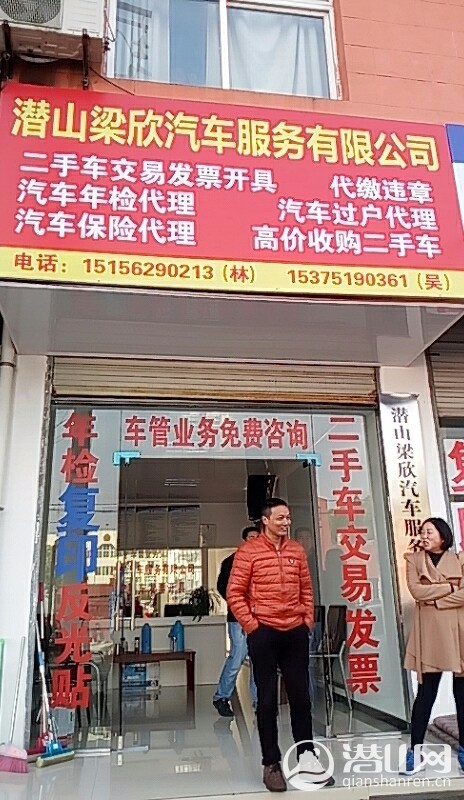 潜山梁欣汽车服务有限公司
二手车交易发票开具 代缴违章
汽车年检代理 汽车过户代理
汽车保险代理 高价收购二手车
电话：15156290213（林） 15375190361（吴）
车管业务免费咨询
年检复印反光贴
二手车交易发票
潜山梁欣汽车服务
潜山网
qianshanren.com